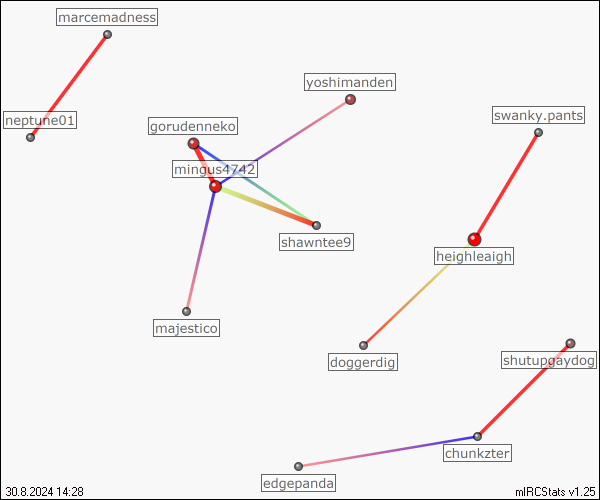 marcemadness
yoshimanden
neptune01
swanky.pants
gorudenneko
mingus4742
shawntee9
heighleaigh
majestico
doggerdig
shutupgaydog
chunkzter
edgepanda
30.8.2024 14:28
mIRCStats v1.25